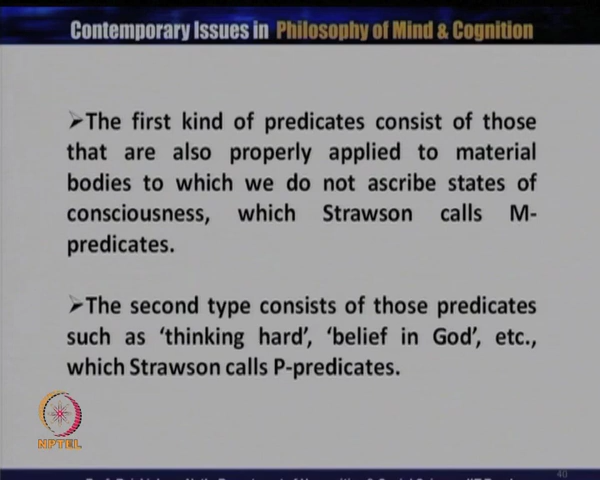 Contemporary Issues in Philosophy of Mind & Cognition
➢The first kind of predicates consist of those
that are also properly applied to material
bodies to which we do not ascribe states of
consciousness, which Strawson calls M-
predicates.
➢The second type consists of those predicates
such as ‘thinking hard’, ‘belief in God’, etc.,
which Strawson calls P-predicates.
NPTEL
40